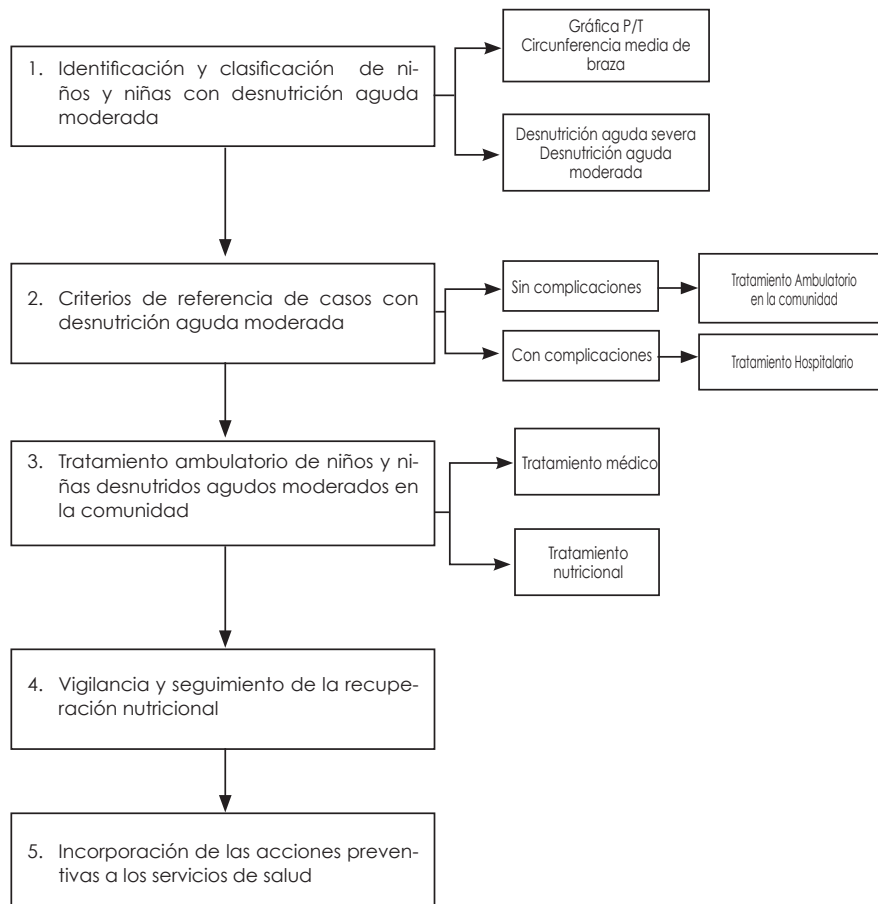 Gráfica P/T
Circunferencia media de
braza
1. Identificación y clasificación de ni-
ños y niñas con desnutrición aguda
moderada
Desnutrición aguda severa
Desnutrición aguda
moderada
2. Criterios de referencia de casos con
desnutrición aguda moderada
Sin complicaciones
Tratamiento Ambulatorio
en la comunidad
Con complicaciones
Tratamiento Hospitalario
3. Tratamiento ambulatorio de niños y ni-
ñas desnutridos agudos moderados en
la comunidad
Tratamiento médico
Tratamiento
nutricional
4. Vigilancia y seguimiento de la recupe-
ración nutricional
5. Incorporación de las acciones preven-
tivas a los servicios de salud